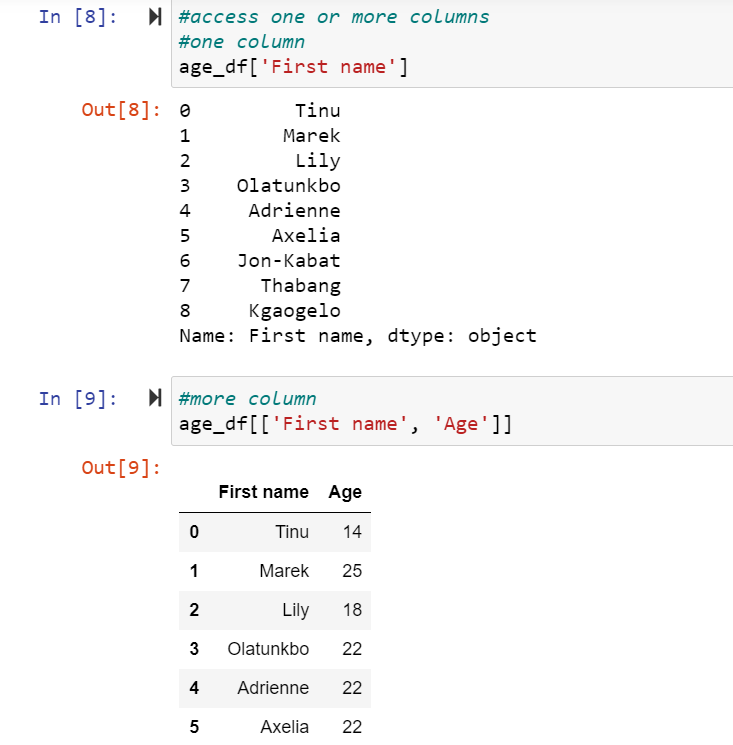 In [8]: #access one or more columns
#one column
age_df['First name']
Out[8]: 0 Tinu
1 Marek
2 Lily
3 Olatunkbo
4 Adrienne
5 Axelia
6 Jon-Kabat
7 Thabang
8 Kgaogelo
Name: First name, dtype: object
In [9]: #more column
age_df[['First name', 'Age']]
Out[9]:
First name Age
0 Tinu 14
1 Marek 25
2 Lily 18
3 Olatunkbo 22
4 Adrienne 22
5 Axelia 22